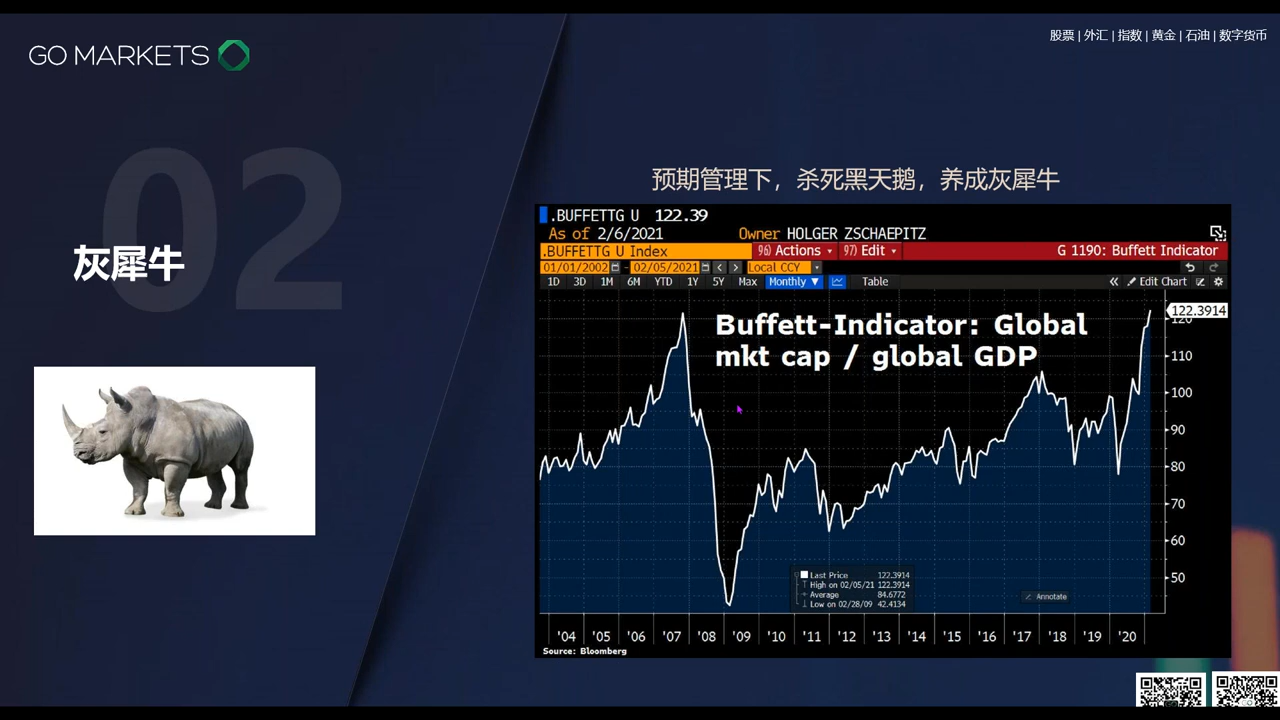 GO MARKETS
股票 | 外汇 | 指数 | 黄金 | 石油 | 数字货币
02
灰犀牛
预期管理下，杀死黑天鹅，养成灰犀牛
.BUFFETTG U 122.39
As of 2/6/2021 Owner HOLGER ZSCHAEPITZ
.BUFFETTG U Index 96) Actions 97) Edit G 1190: Buffett Indicator
01/01/2002 - 02/05/2021 Local CCY
1D 3D 1M 6M YTD 1Y 5Y Max Monthly ▼ Table « Edit Chart
Buffett-Indicator: Global
mkt cap / global GDP
122.3914
120
110
100
90
80
70
60
50
Last Price 122.3914
High on 02/05/21 122.3914
Average 84.6772
Low on 02/28/09 42.4134
Annotate
'04 '05 '06 '07 '08 '09 '10 '11 '12 '13 '14 '15 '16 '17 '18 '19 '20
Source: Bloomberg